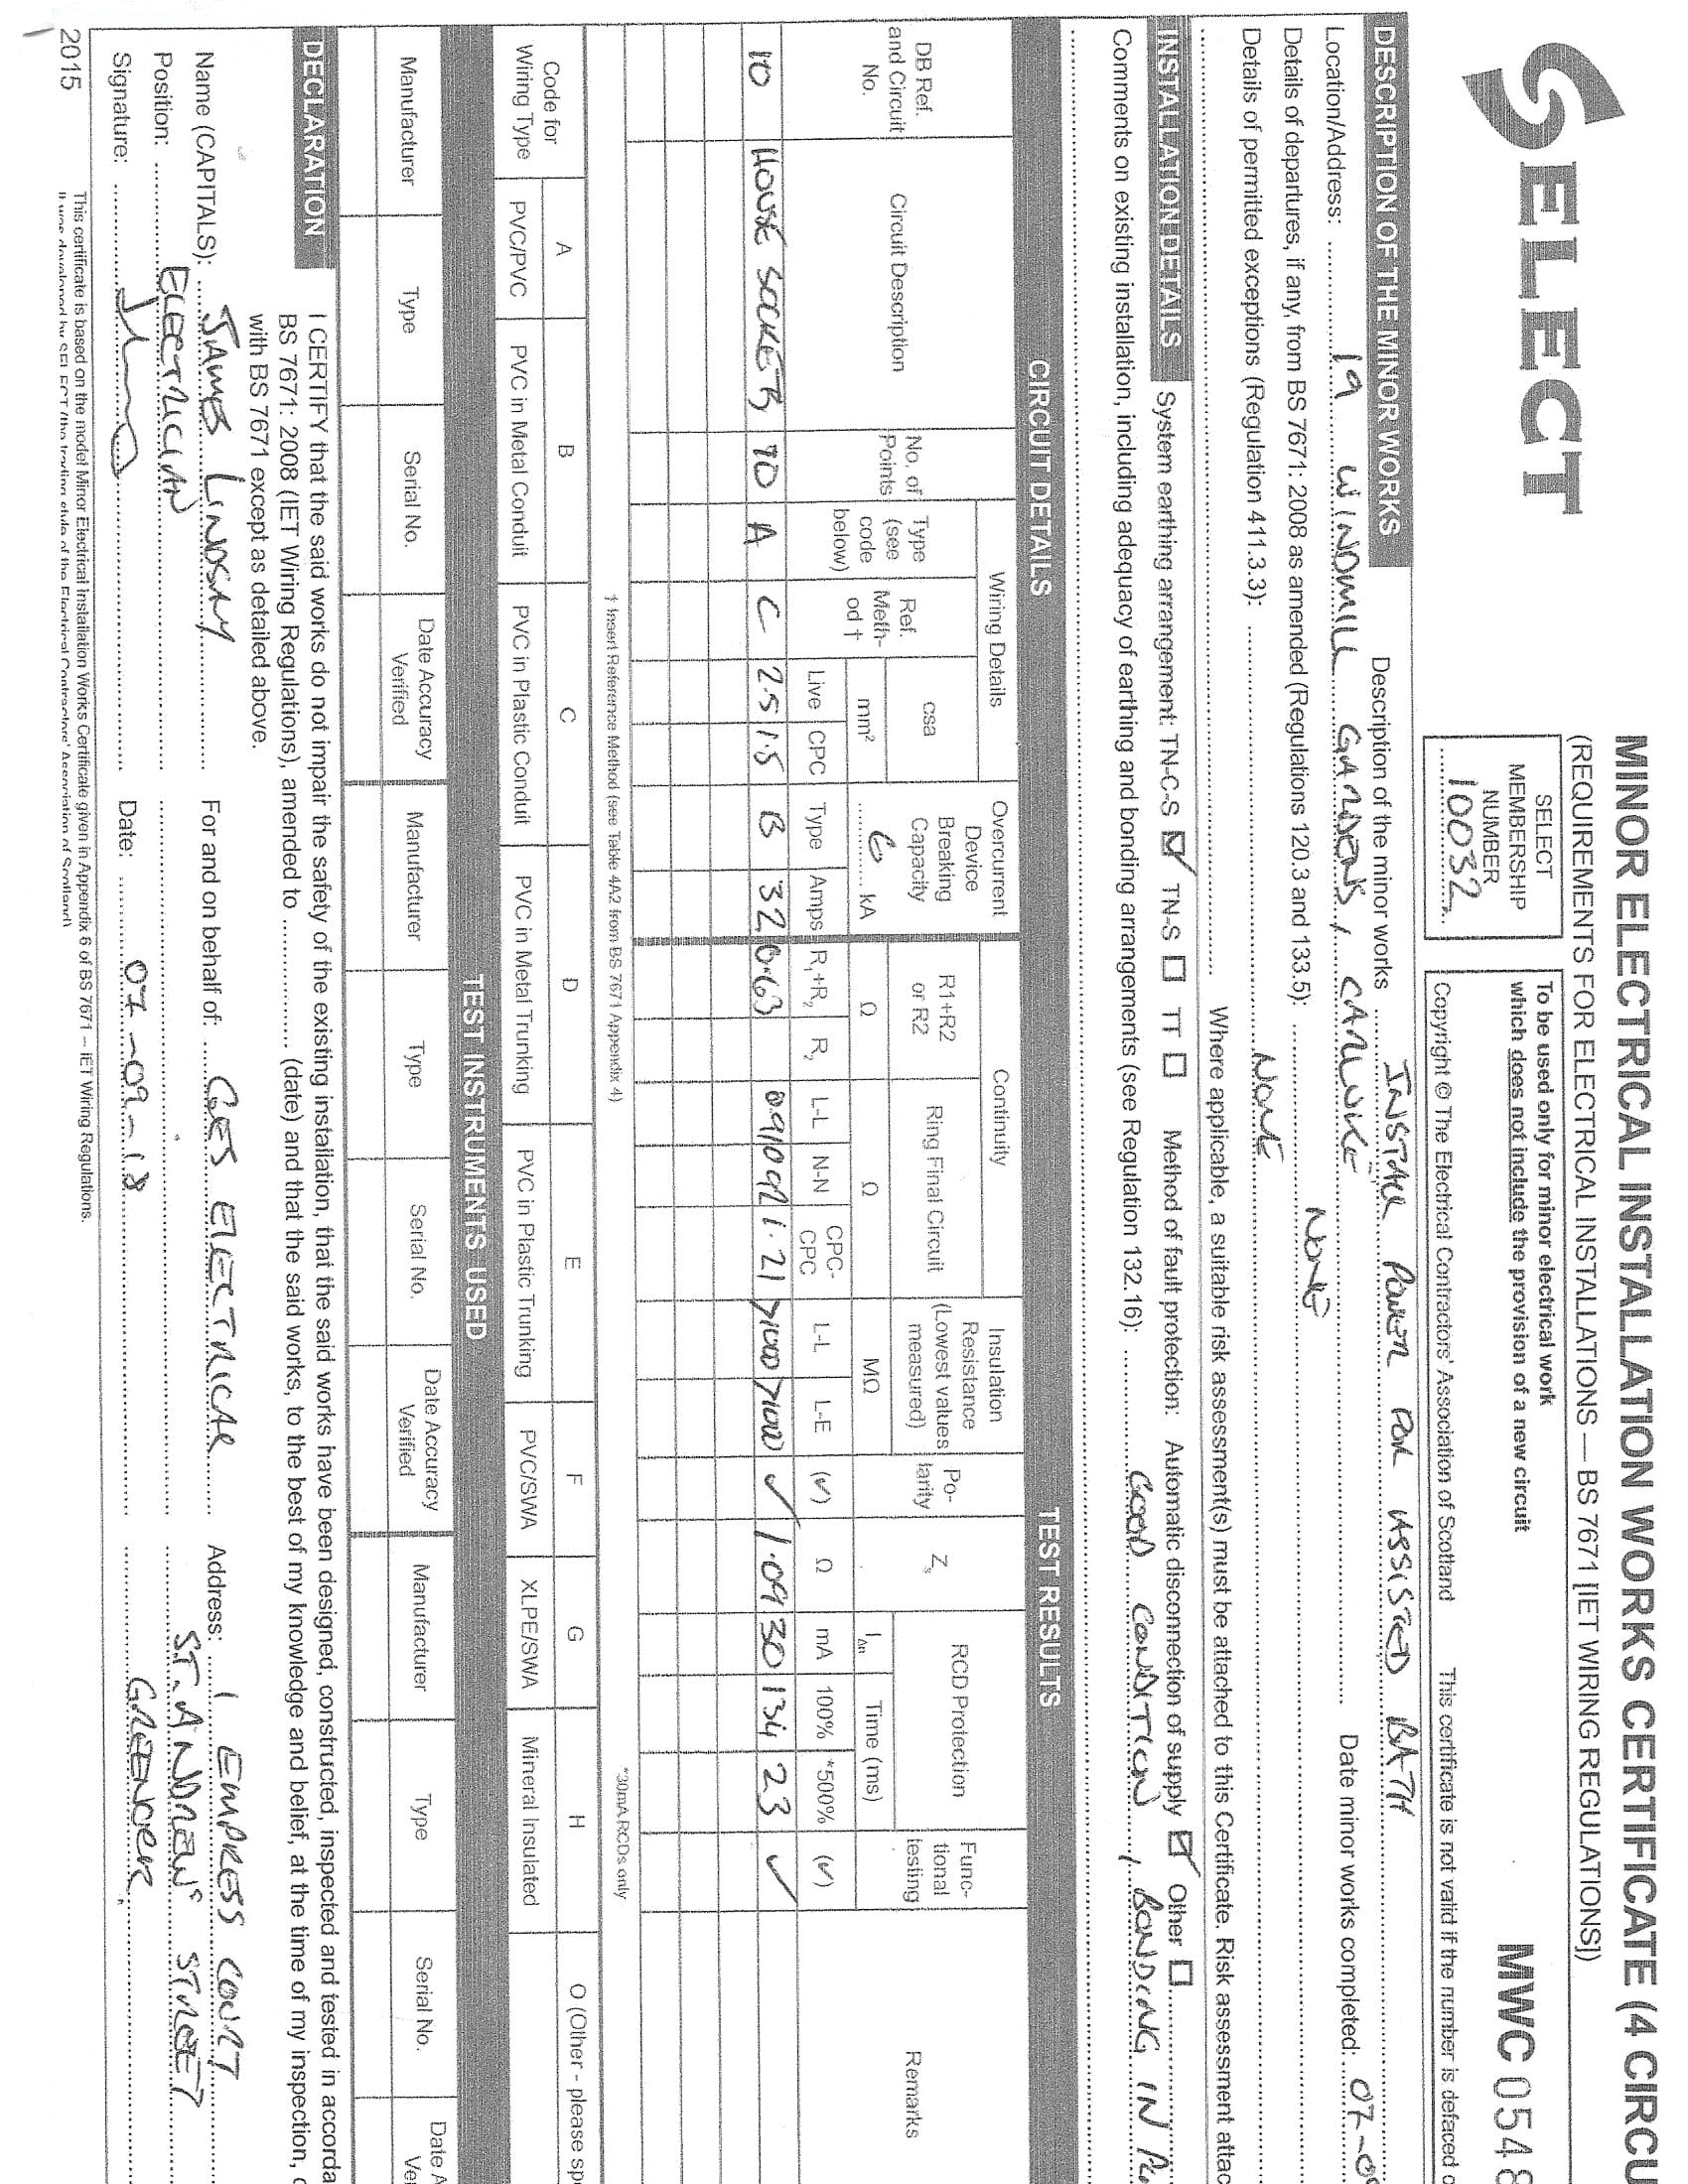 SELECT
MINOR ELECTRICAL INSTALLATION WORKS CERTIFICATE (4 CIRCU
(REQUIREMENTS FOR ELECTRICAL INSTALLATIONS — BS 7671 [IET WIRING REGULATIONS])
SELECT
MEMBERSHIP
NUMBER
10032
To be used only for minor electrical work
which does not include the provision of a new circuit
MWC 0548
Copyright © The Electrical Contractors' Association of Scotland
This certificate is not valid if the number is defaced o
DESCRIPTION OF THE MINOR WORKS
Description of the minor works INSTALL POWER FOR ASSISTED BATH
Location/Address: 19 WINDMILL GARDENS, CARLUKE
Date minor works completed: 07-09
Details of departures, if any, from BS 7671: 2008 as amended (Regulations 120.3 and 133.5): NONE
Details of permitted exceptions (Regulation 411.3.3): NONE
Where applicable, a suitable risk assessment(s) must be attached to this Certificate. Risk assessment attac
INSTALLATION DETAILS
System earthing arrangement: TN-C-S ☑ TN-S ☐ TT ☐
Method of fault protection: Automatic disconnection of supply ☑ Other ☐
Comments on existing installation, including adequacy of earthing and bonding arrangements (see Regulation 132.16): GOOD CONDITION, BONDING IN
CIRCUIT DETAILS
TEST RESULTS
DB Ref. and Circuit No.
Circuit Description
No. of Points
Wiring Details
Type (see code below)
Ref. Meth-od †
csa
mm²
Live
CPC
Overcurrent Device
Breaking Capacity
6 kA
Type
Amps
Continuity
R1+R2 or R2
Ω
R₁+R₂
R₂
Ring Final Circuit
Ω
L-L
N-N
CPC-CPC
Insulation Resistance (Lowest values measured)
MΩ
L-L
L-E
Po-larity
(✓)
Zs
Ω
RCD Protection
I∆n
mA
Time (ms)
100%
*500%
Func-tional testing
(✓)
Remarks
10 HOUSE SOCKETS 10 A C 2.5 1.5 B 32 0.63 0.91 0.92 1.21 >1000 >1000 ✓ 1.09 30 134 23 ✓
† Insert Reference Method (see Table 4A2 from BS 7671 Appendix 4)
*30mA RCDs only
Code for Wiring Type
A
B
C
D
E
F
G
H
O (Other - please sp
PVC/PVC
PVC in Metal Conduit
PVC in Plastic Conduit
PVC in Metal Trunking
PVC in Plastic Trunking
PVC/SWA
XLPE/SWA
Mineral Insulated
TEST INSTRUMENTS USED
Manufacturer
Type
Serial No.
Date Accuracy Verified
Manufacturer
Type
Serial No.
Date Accuracy Verified
Manufacturer
Type
Serial No.
Date A
Ver
DECLARATION
I CERTIFY that the said works do not impair the safety of the existing installation, that the said works have been designed, constructed, inspected and tested in accorda
BS 7671: 2008 (IET Wiring Regulations), amended to ............ (date) and that the said works, to the best of my knowledge and belief, at the time of my inspection, c
with BS 7671 except as detailed above.
Name (CAPITALS): JAMES LINDSAY
For and on behalf of: GES ELECTRICAL
Address: 1 EMPRESS COURT
Position: ELECTRICIAN
ST. ANDREW'S STREET
Signature:
Date: 07-09-18
GREENOCK
2015
This certificate is based on the model Minor Electrical Installation Works Certificate given in Appendix 6 of BS 7671 – IET Wiring Regulations.
It was developed by SELECT (the trading style of the Electrical Contractors' Association of Scotland)